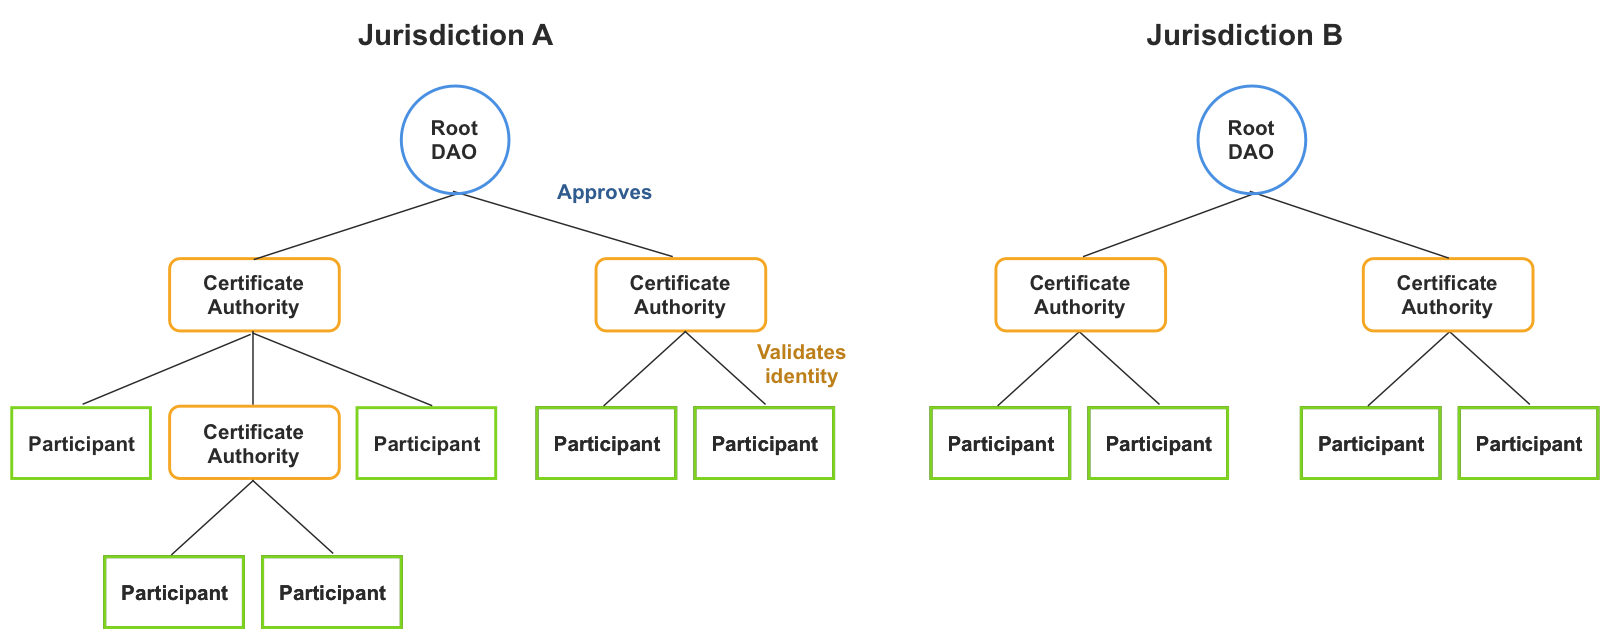 Jurisdiction A
Jurisdiction B
Root
DAO
Root
DAO
Approves
Certificate
Authority
Certificate
Authority
Certificate
Authority
Certificate
Authority
Validates
identity
Participant
Certificate
Authority
Participant
Participant
Participant
Participant
Participant
Participant
Participant
Participant
Participant